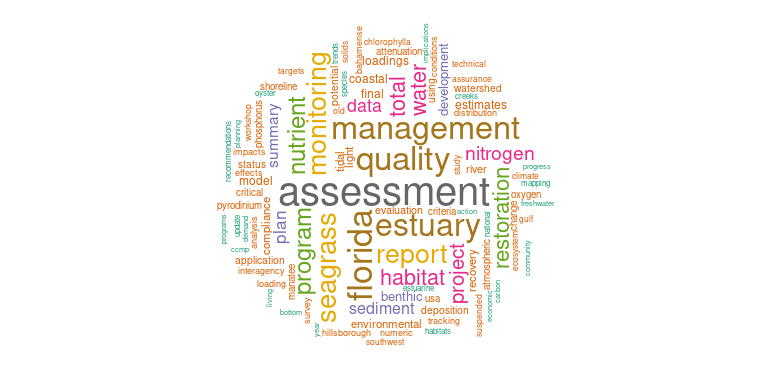 chlorophylla
attenuation
loadings
trends
solids
bahamense
implications
conditions
development
technical
targets
shoreline
oyster
monitoring
potential
species
coastal
final
total
water
using
assurance
watershed
creeks
estimates
distribution
old
data
management
recommendations
planning
workshop
phosphorus
summary
nutrient
impacts
status
effects
model
critical
tidal
light
quality
study
nitrogen
river
progress
climate
mapping
oxygen
freshwater
assessment
pyrodinium
compliance
plan
program
seagrass
florida
evaluation
criteria
action
estuary
national
restoration
change
ecosystem
gulf
programs
update
demand
analysis
ccmp
application
interagency
loading
manatee
report
project
recovery
atmospheric
community
habitat
estuarine
benthic
usa
sediment
deposition
living
bottom
survey
year
environmental
tracking
suspended
economic
carbon
hillsborough
numeric
habitats
southwest